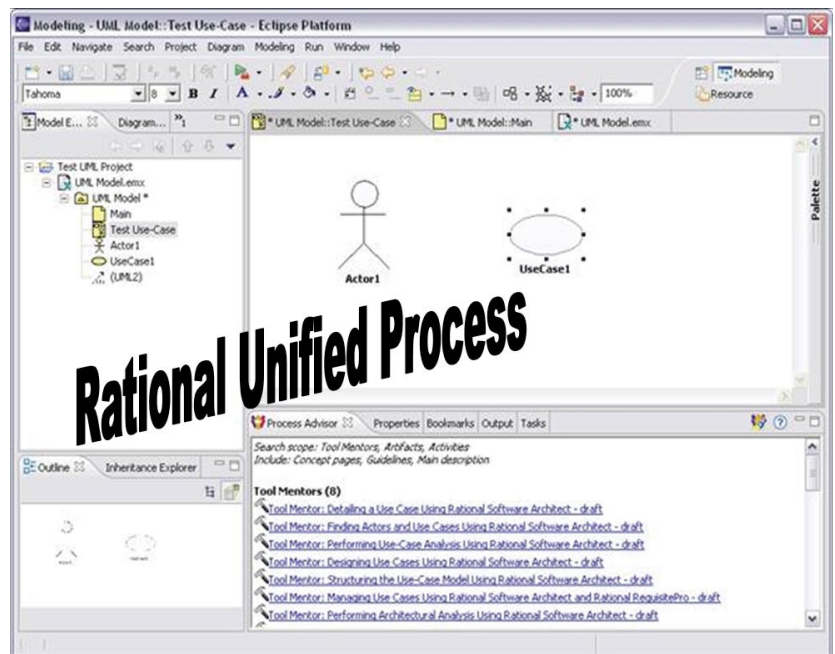 Modeling - UML Model::Test Use-Case - Eclipse Platform
File Edit Navigate Search Project Diagram Modeling Run Window Help
Modeling
Tahoma 8 B I A 100% Resource
Model E... Diagram... »1
* UML Model::Test Use-Case * UML Model::Main * UML Model.emx
Test UML Project
UML Model.emx
UML Model *
Main
Test Use-Case
Actor1
UseCase1
(UML2)
Palette
Actor1
UseCase1
Rational Unified Process
Outline Inheritance Explorer
Process Advisor Properties Bookmarks Output Tasks
Search scope: Tool Mentors, Artifacts, Activities
Include: Concept pages, Guidelines, Main description
Tool Mentors (8)
Tool Mentor: Detailing a Use Case Using Rational Software Architect - draft
Tool Mentor: Finding Actors and Use Cases Using Rational Software Architect - draft
Tool Mentor: Performing Use-Case Analysis Using Rational Software Architect - draft
Tool Mentor: Designing Use Cases Using Rational Software Architect - draft
Tool Mentor: Structuring the Use-Case Model Using Rational Software Architect - draft
Tool Mentor: Managing Use Cases Using Rational Software Architect and Rational RequisitePro - draft
Tool Mentor: Performing Architectural Analysis Using Rational Software Architect - draft